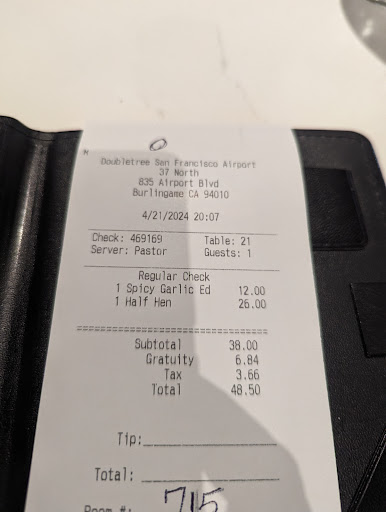 Doubletree San Francisco Airport
37 North
835 Airport Blvd
Burlingame CA 94010
4/21/2024 20:07
Check: 469169 Table: 21
Server: Pastor Guests: 1
Regular Check
1 Spicy Garlic Ed 12.00
1 Half Hen 26.00
Subtotal 38.00
Gratuity 6.84
Tax 3.66
Total 48.50
Tip:
Total:
Room #: 715